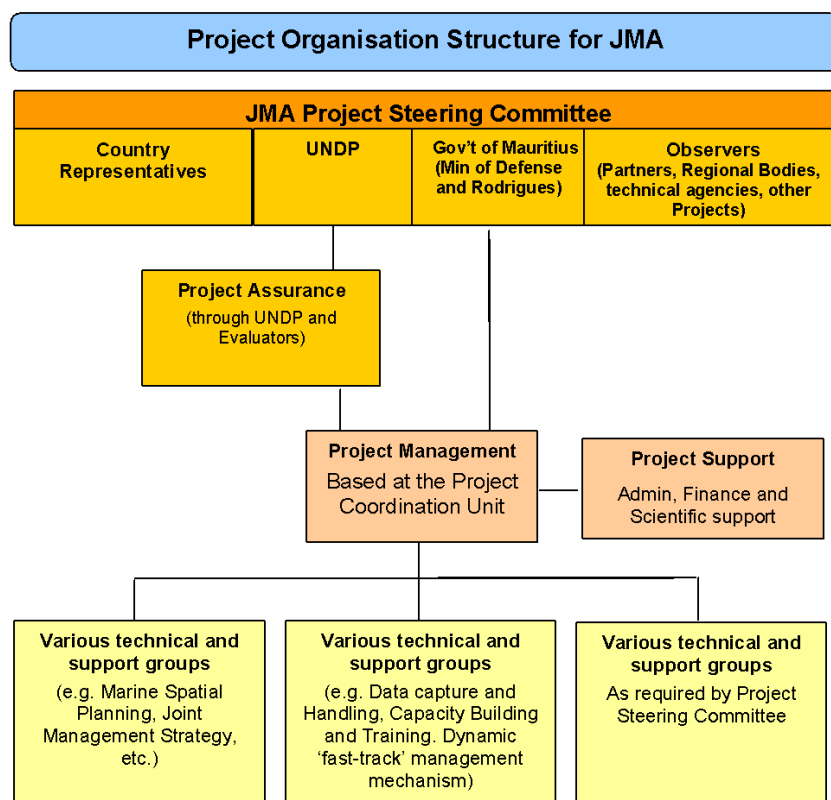 Project Organisation Structure for JMA
JMA Project Steering Committee
Country
Representatives
UNDP
Gov't of Mauritius
(Min of Defense
and Rodrigues)
Observers
(Partners, Regional Bodies,
technical agencies, other
Projects)
Project Assurance
(through UNDP and
Evaluators)
Project Management
Based at the Project
Coordination Unit
Project Support
Admin, Finance and
Scientific support
Various technical and
support groups
(e.g. Marine Spatial
Planning, Joint
Management Strategy,
etc.)
Various technical and
support groups
(e.g. Data capture and
Handling, Capacity Building
and Training. Dynamic
‘fast-track’ management
mechanism)
Various technical and
support groups
As required by Project
Steering Committee